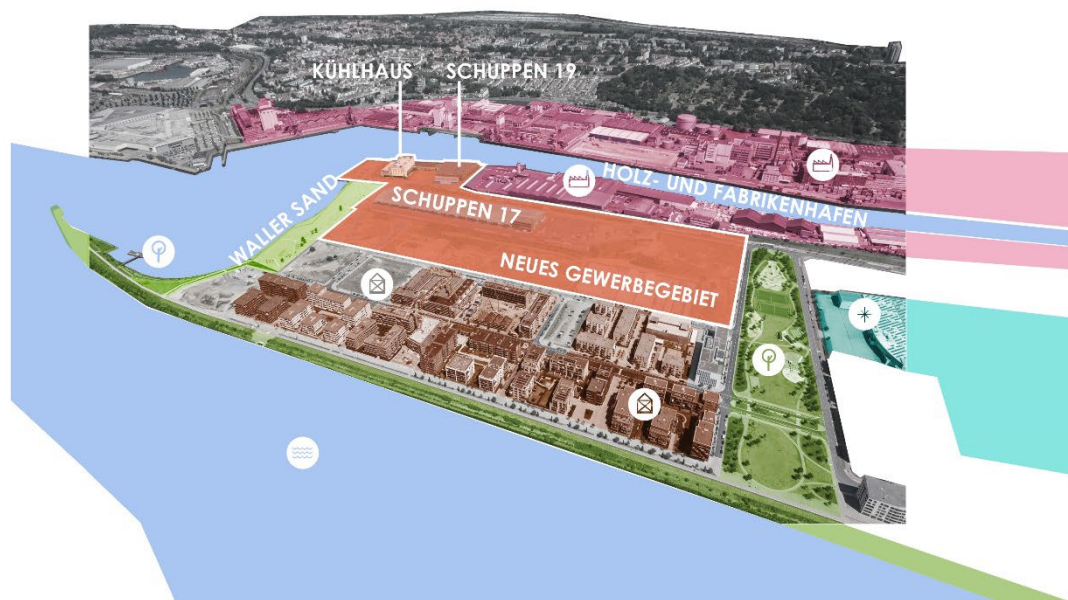 KÜHLHAUS
SCHUPPEN 19
HOLZ- UND FABRIKENHAFEN
WALLER SAND
SCHUPPEN 17
NEUES GEWERBEGEBIET